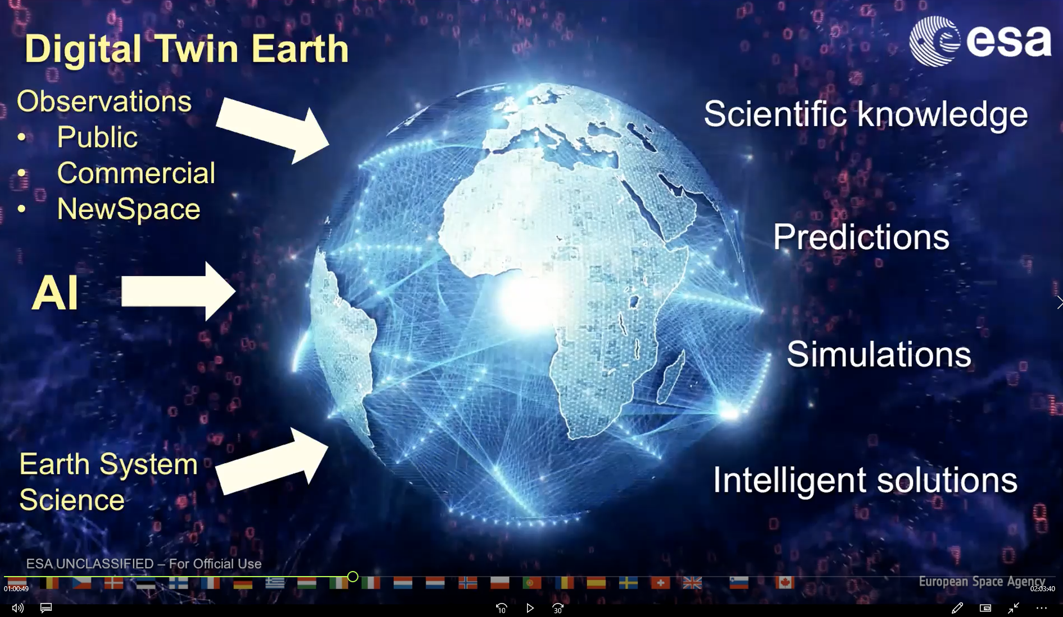 Digital Twin Earth
esa
Observations
• Public
• Commercial
• NewSpace
AI
Earth System
Science
Scientific knowledge
Predictions
Simulations
Intelligent solutions
ESA UNCLASSIFIED – For Official Use
European Space Agency
01:00:49
02:03:40
10
30